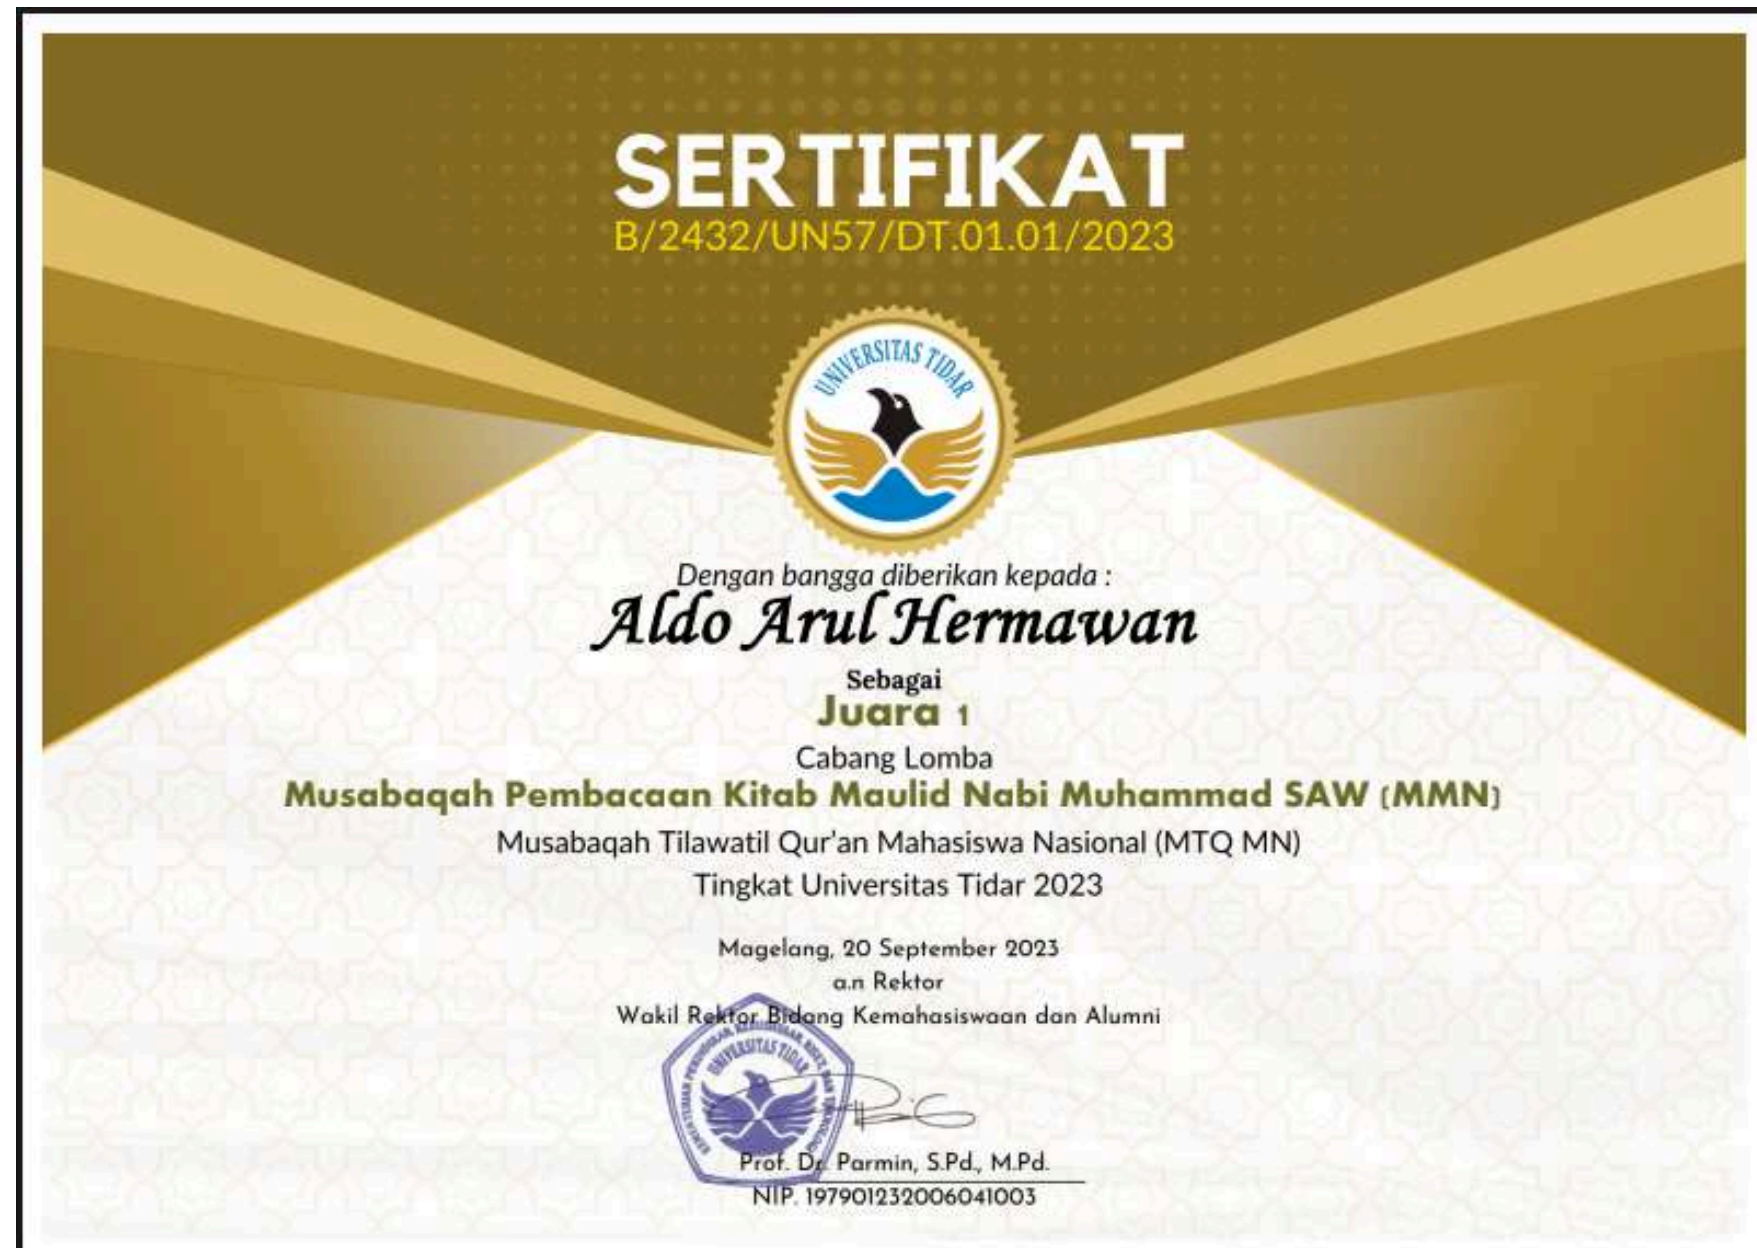 SERTIFIKAT
B/2432/UN57/DT.01.01/2023
UNIVERSITAS TIDAR
Dengan bangga diberikan kepada :
Aldo Arul Hermawan
Sebagai
Juara 1
Cabang Lomba
Musabaqah Pembacaan Kitab Maulid Nabi Muhammad SAW (MMN)
Musabaqah Tilawatil Qur'an Mahasiswa Nasional (MTQ MN)
Tingkat Universitas Tidar 2023
Magelang, 20 September 2023
a.n Rektor
Wakil Rektor Bidang Kemahasiswaan dan Alumni
UNIVERSITAS TIDAR
Prof. Dr. Parmin, S.Pd., M.Pd.
NIP. 197901232006041003